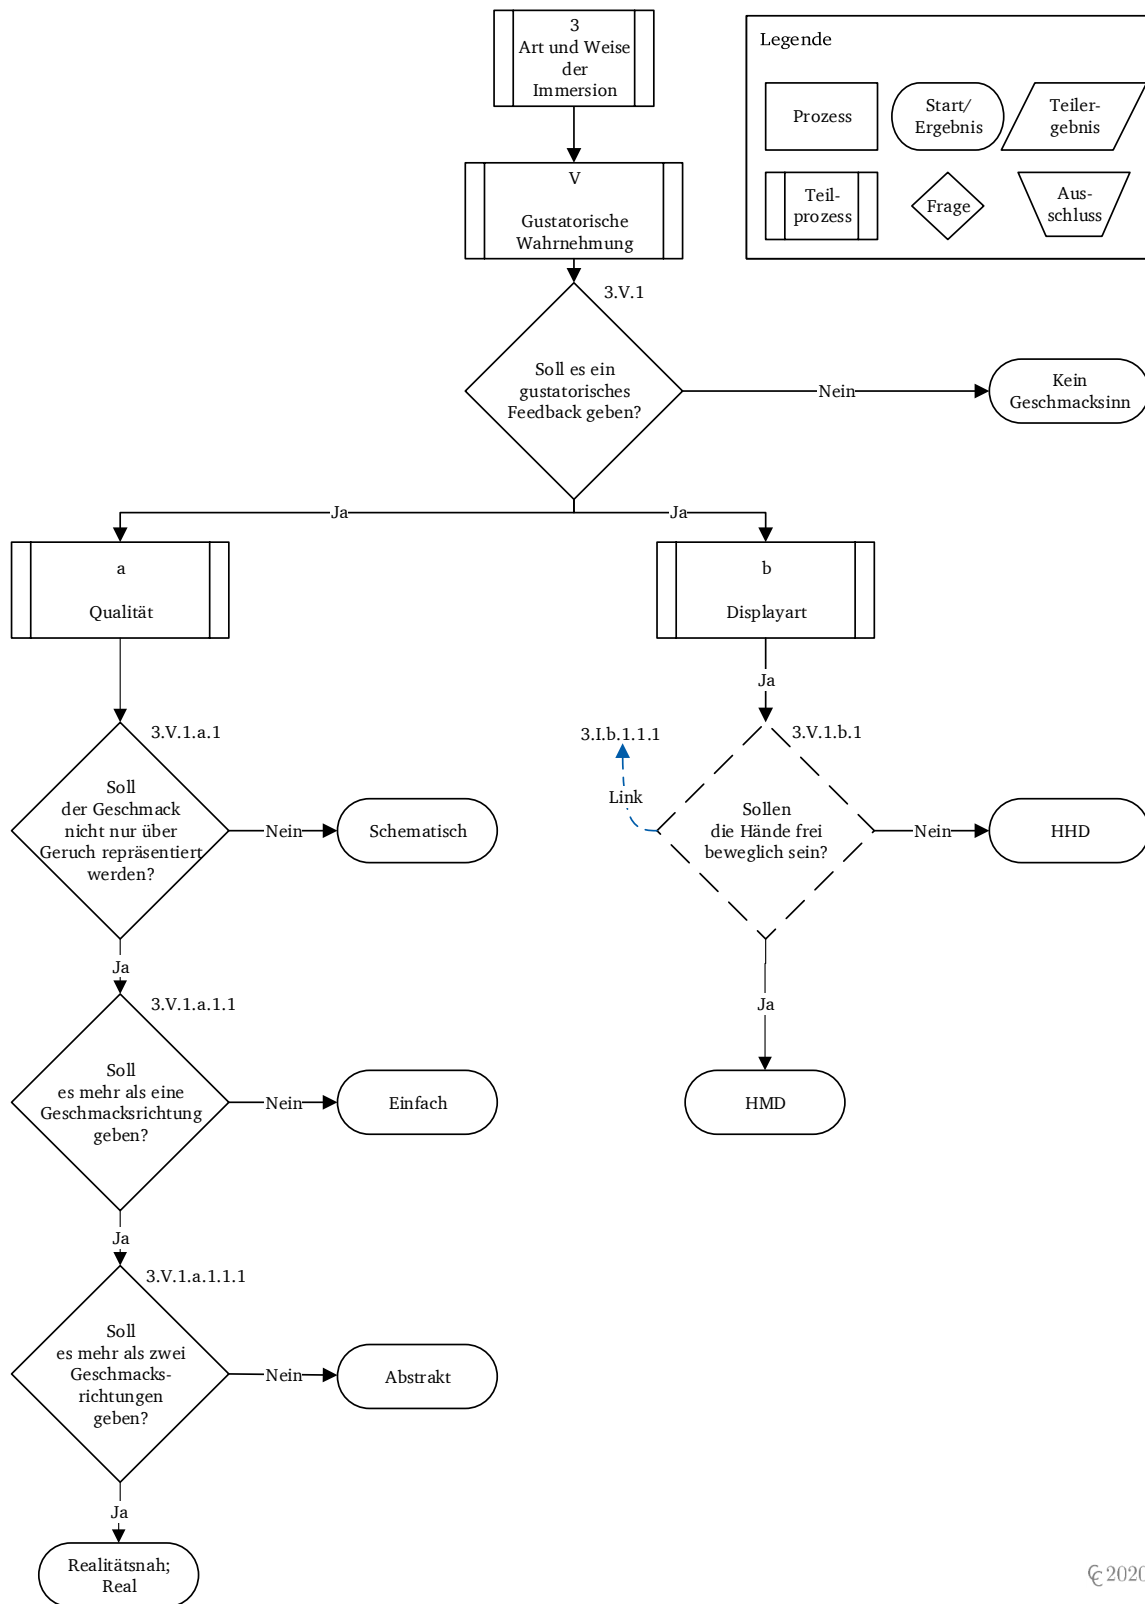 3
Art und Weise
der
Immersion
Legende
Prozess
Start/
Ergebnis
Teiler-
gebnis
Teil-
prozess
Frage
Aus-
schluss
V
Gustatorische
Wahrnehmung
3.V.1
Soll es ein
gustatorisches
Feedback geben?
Nein
Kein
Geschmacksinn
Ja
Ja
a
Qualität
b
Displayart
Ja
3.V.1.a.1
Soll
der Geschmack
nicht nur über
Geruch repräsentiert
werden?
Nein
Schematisch
3.I.b.1.1.1
Link
3.V.1.b.1
Sollen
die Hände frei
beweglich sein?
Nein
HHD
Ja
3.V.1.a.1.1
Soll
es mehr als eine
Geschmacksrichtung
geben?
Nein
Einfach
Ja
HMD
Ja
3.V.1.a.1.1.1
Soll
es mehr als zwei
Geschmacks-
richtungen
geben?
Nein
Abstrakt
Ja
Realitätsnah;
Real
2020